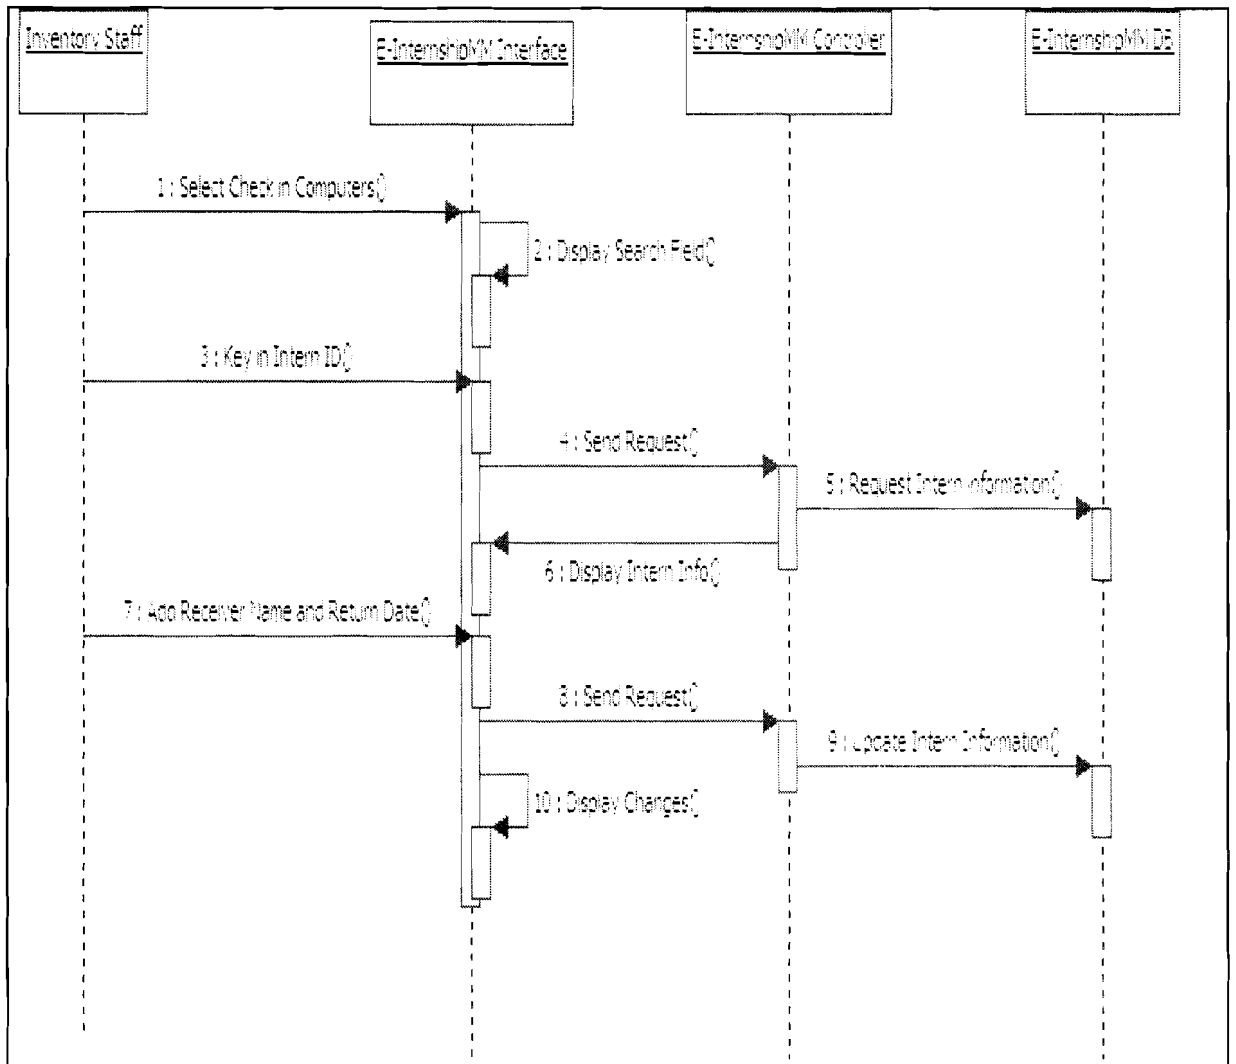 Inventory Staff
E-InternshipMM Interface
E-InternshipMM Controller
E-InternshipMM DB
1 : Select Check in Computers()
2 : Display Search Field()
3 : Key in Intern ID()
4 : Send Request()
5 : Request Intern information()
6 : Display Intern Info()
7 : Add Receiver Name and Return Date()
8 : Send Request()
9 : Update Intern Information()
10 : Display Changes()